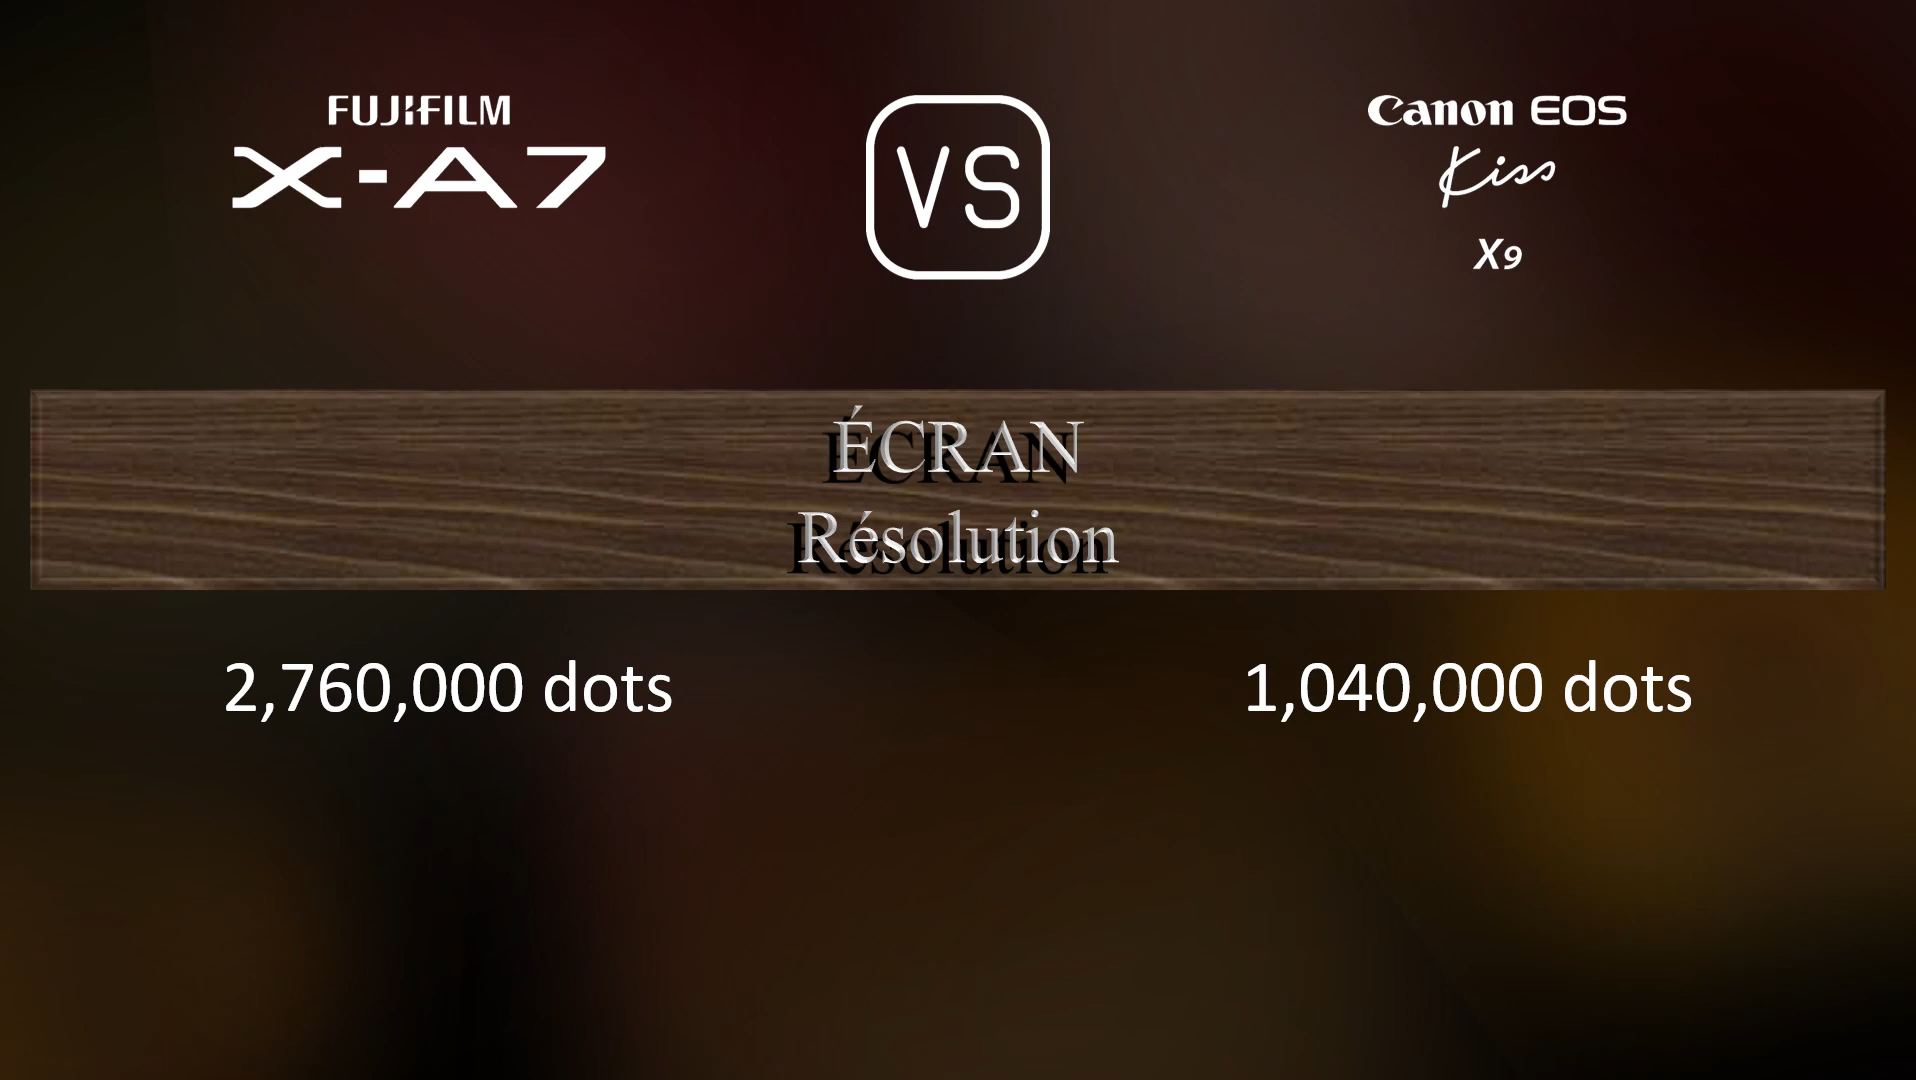 FUJIFILM
X-A7
VS
Canon EOS
Kiss
X9
ÉCRAN
Résolution
2,760,000 dots
1,040,000 dots